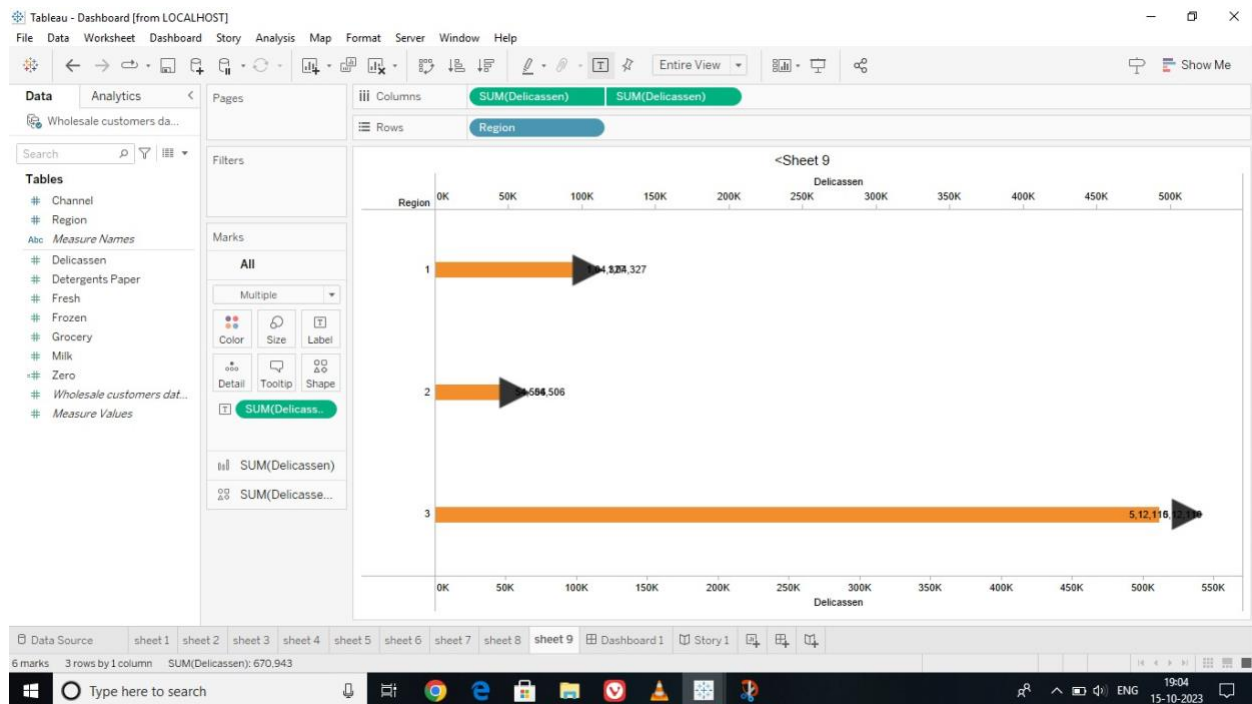 Tableau - Dashboard [from LOCALHOST]
File Data Worksheet Dashboard Story Analysis Map Format Server Window Help
Entire View
Show Me
Data Analytics
Wholesale customers da...
Search
Tables
Channel
Region
Abc Measure Names
Delicassen
Detergents Paper
Fresh
Frozen
Grocery
Milk
Zero
Wholesale customers dat...
Measure Values
Pages
Filters
Marks
All
Multiple
Color Size Label
Detail Tooltip Shape
SUM(Delicass..
SUM(Delicassen)
SUM(Delicasse...
Columns SUM(Delicassen) SUM(Delicassen)
Rows Region
<Sheet 9
Delicassen
Region 0K 50K 100K 150K 200K 250K 300K 350K 400K 450K 500K
1
2
3
0K 50K 100K 150K 200K 250K 300K 350K 400K 450K 500K 550K
Delicassen
Data Source sheet 1 sheet 2 sheet 3 sheet 4 sheet 5 sheet 6 sheet 7 sheet 8 sheet 9 Dashboard 1 Story 1
6 marks 3 rows by 1 column SUM(Delicassen): 670,943
Type here to search
ENG
19:04
15-10-2023